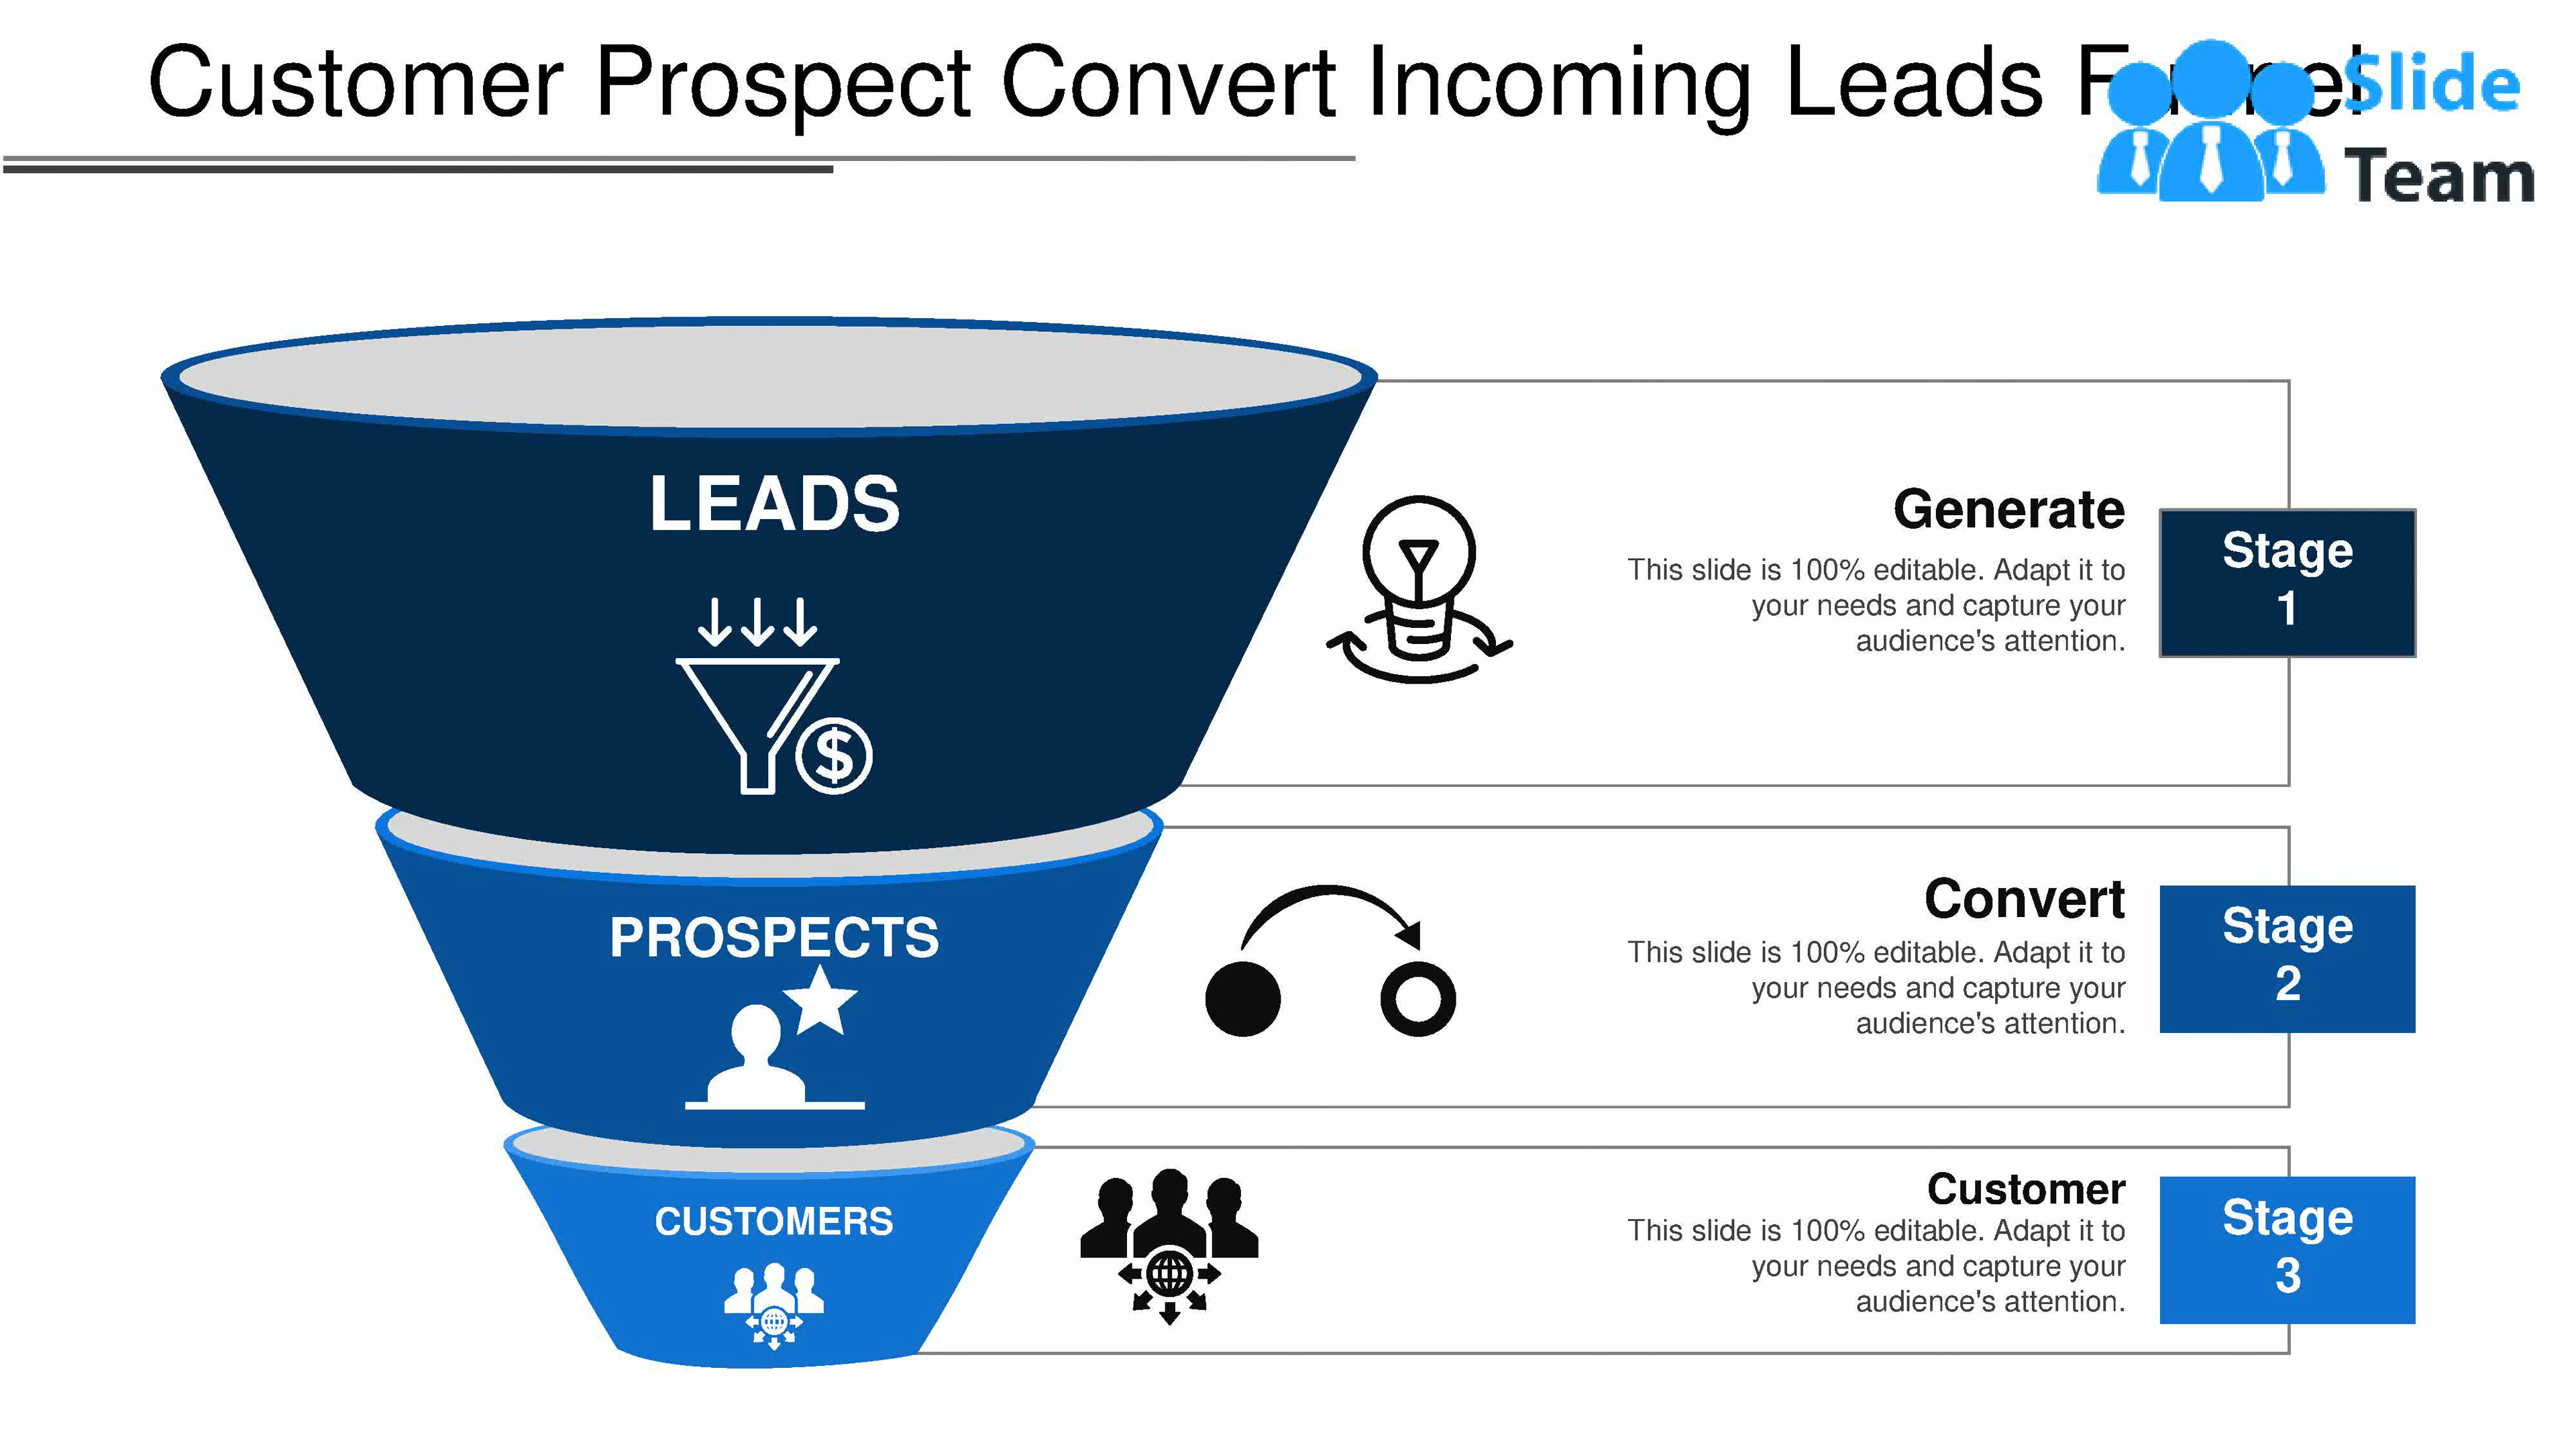 Customer Prospect Convert Incoming Leads Funnel
Slide
Team
LEADS
$
Generate
This slide is 100% editable. Adapt it to
your needs and capture your
audience's attention.
Stage
1
PROSPECTS
Convert
This slide is 100% editable. Adapt it to
your needs and capture your
audience's attention.
Stage
2
CUSTOMERS
Customer
This slide is 100% editable. Adapt it to
your needs and capture your
audience's attention.
Stage
3